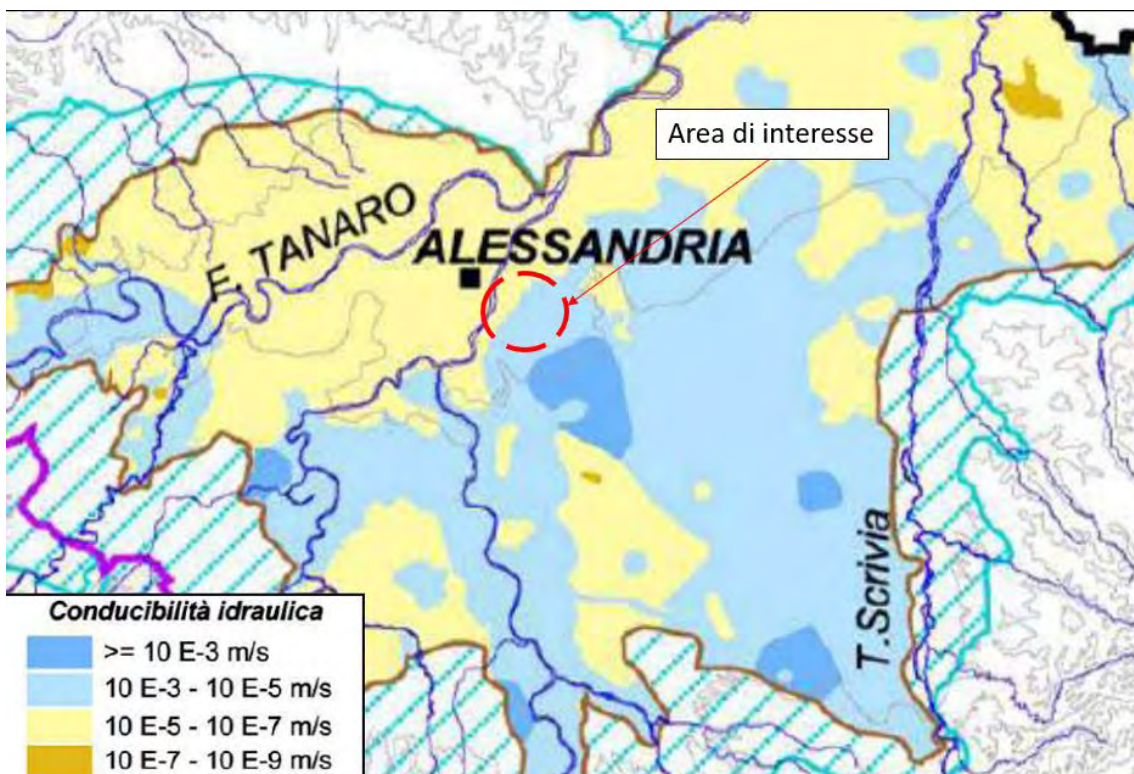 Area di interesse
F. TANARO
ALESSANDRIA
T.Scrivia
Conducibilità idraulica
>= 10 E-3 m/s
10 E-3 - 10 E-5 m/s
10 E-5 - 10 E-7 m/s
10 E-7 - 10 E-9 m/s